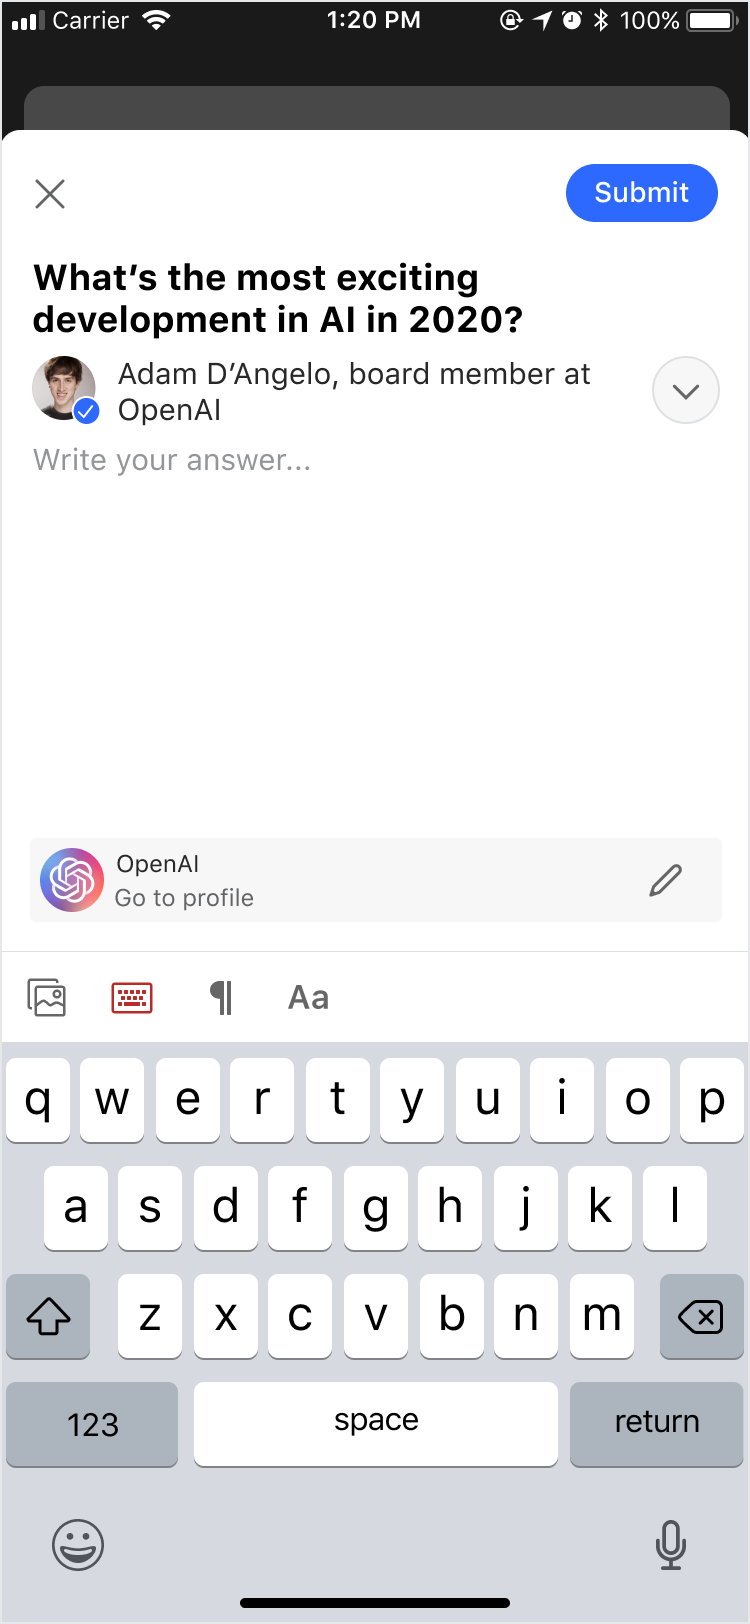 Carrier 1:20 PM 100%
Submit
What’s the most exciting
development in AI in 2020?
Adam D’Angelo, board member at
OpenAI
Write your answer...
OpenAI
Go to profile
¶ Aa
q w e r t y u i o p
a s d f g h j k l
z x c v b n m
123 space return